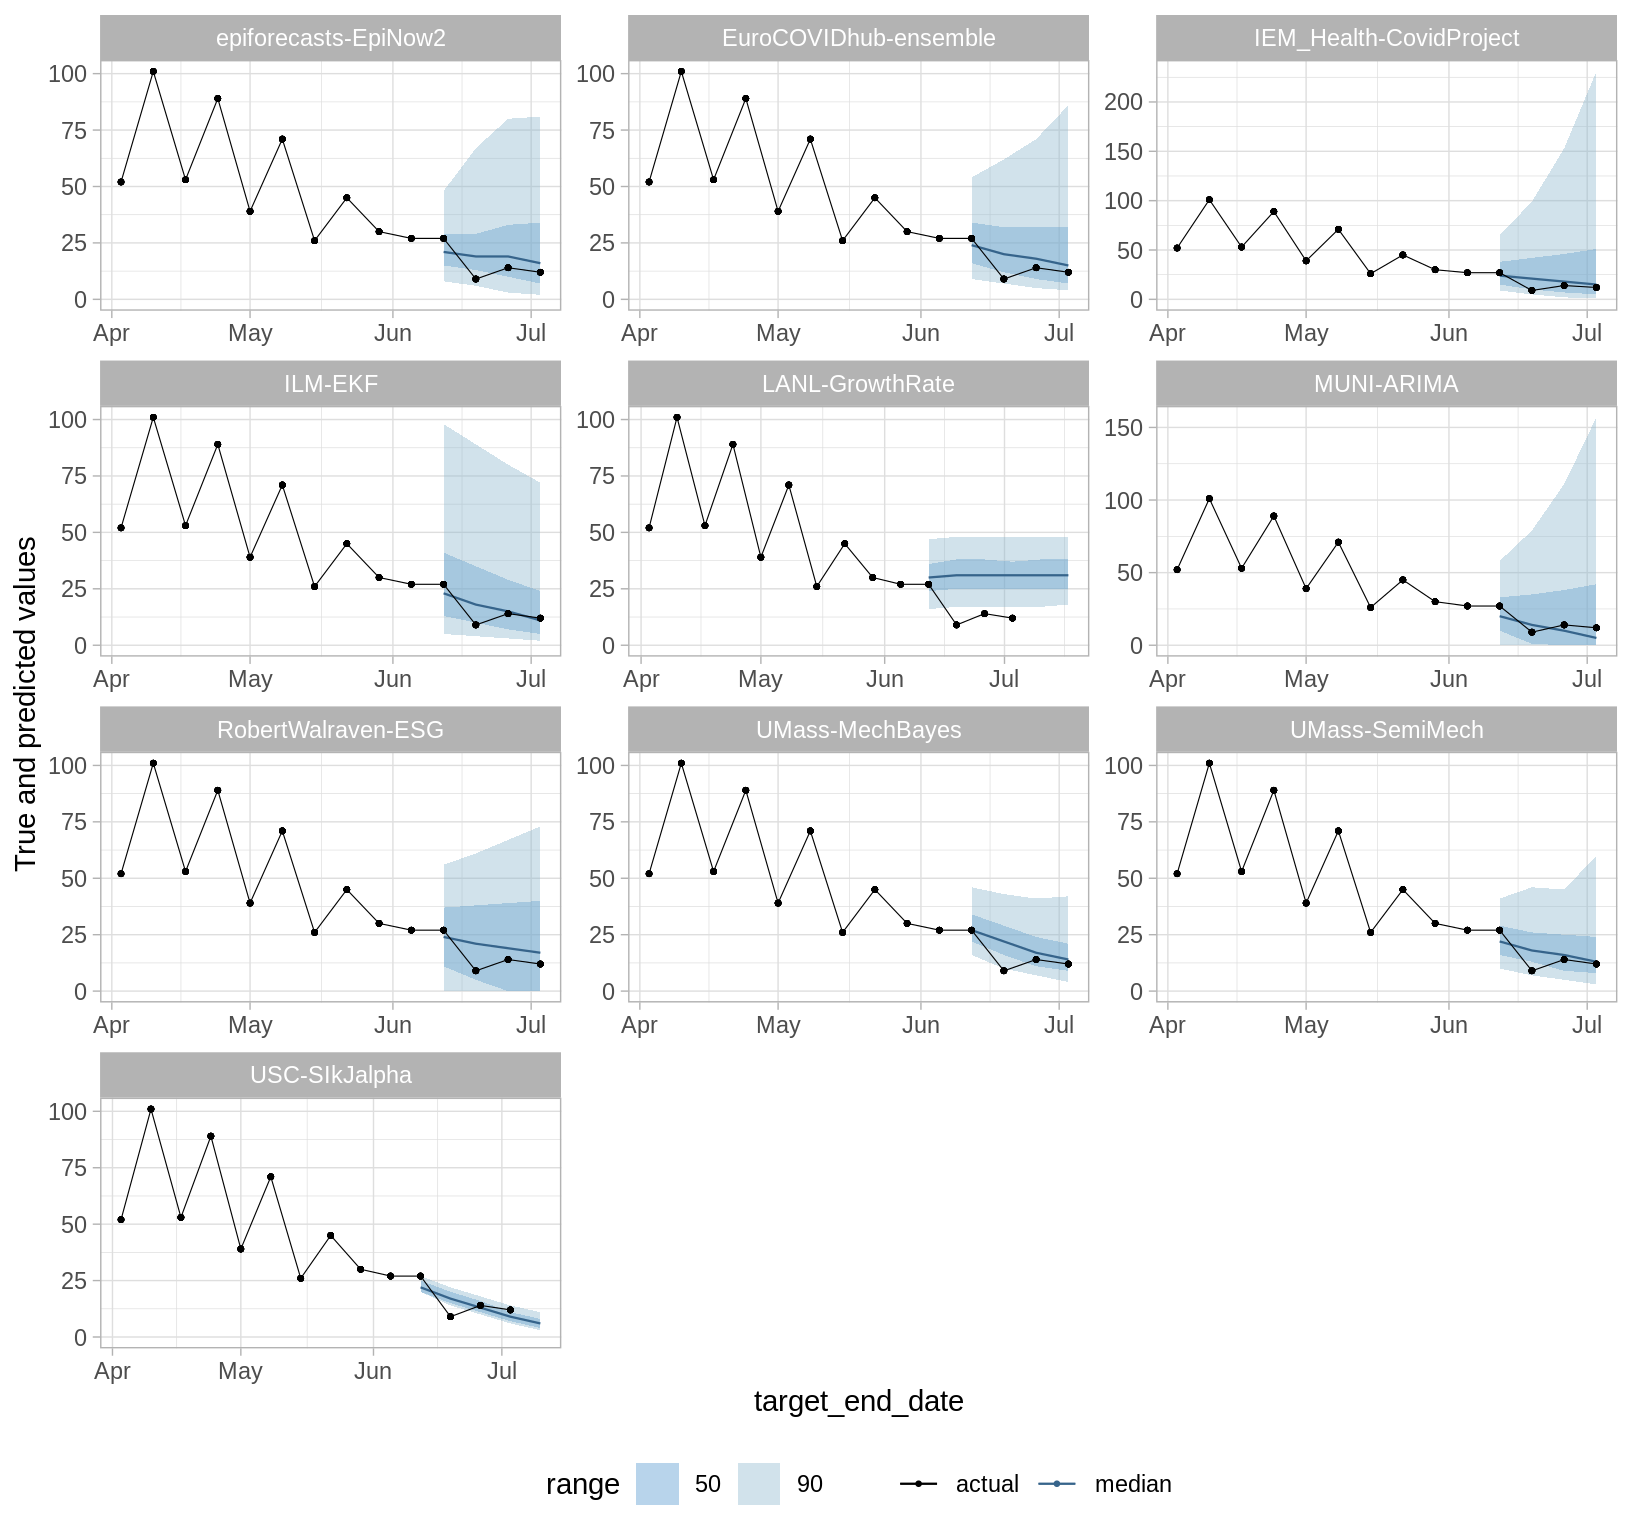 epiforecasts-EpiNow2
EuroCOVIDhub-ensemble
IEM_Health-CovidProject
100
75
50
25
0
Apr May Jun Jul
100
75
50
25
0
Apr May Jun Jul
200
150
100
50
0
Apr May Jun Jul
ILM-EKF
LANL-GrowthRate
MUNI-ARIMA
100
75
50
25
0
Apr May Jun Jul
100
75
50
25
0
Apr May Jun Jul
150
100
50
0
Apr May Jun Jul
True and predicted values
RobertWalraven-ESG
UMass-MechBayes
UMass-SemiMech
100
75
50
25
0
Apr May Jun Jul
100
75
50
25
0
Apr May Jun Jul
100
75
50
25
0
Apr May Jun Jul
USC-SIkJalpha
100
75
50
25
0
Apr May Jun Jul
target_end_date
range 50 90 actual median